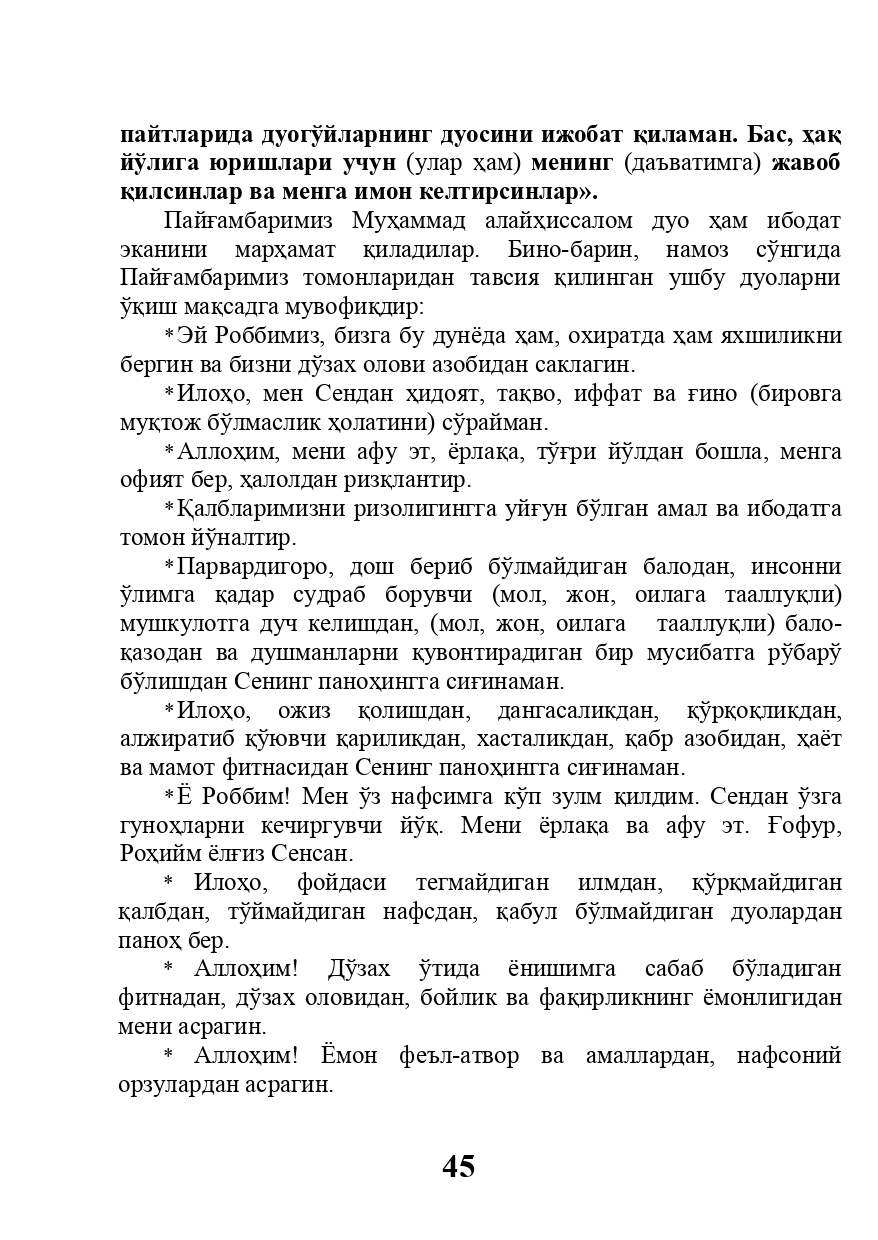 пайтларида дуогўйларнинг дуосини ижобат қиламан. Бас, ҳақ
йўлига юришлари учун (улар ҳам) менинг (даъватимга) жавоб
қилсинлар ва менга имон келтирсинлар».
Пайғамбаримиз Муҳаммад алайҳиссалом дуо ҳам ибодат
эканини марҳамат қиладилар. Бино-барин, намоз сўнгида
Пайғамбаримиз томонларидан тавсия қилинган ушбу дуоларни
ўқиш мақсадга мувофиқдир:
*Эй Роббимиз, бизга бу дунёда ҳам, охиратда ҳам яхшиликни
бергин ва бизни дўзах олови азобидан саклагин.
*Илоҳо, мен Сендан ҳидоят, тақво, иффат ва ғино (бировга
муқтож бўлмаслик ҳолатини) сўрайман.
*Аллоҳим, мени афу эт, ёрлақа, тўғри йўлдан бошла, менга
офият бер, ҳалолдан ризқлантир.
*Қалбларимизни ризолигингга уйғун бўлган амал ва ибодатга
томон йўналтир.
*Парвардигоро, дош бериб бўлмайдиган балодан, инсонни
ўлимга қадар судраб борувчи (мол, жон, оилага тааллуқли)
мушкулотга дуч келишдан, (мол, жон, оилага тааллуқли) бало-
қазодан ва душманларни қувонтирадиган бир мусибатга рўбарў
бўлишдан Сенинг паноҳингга сиғинаман.
*Илоҳо, ожиз қолишдан, дангасаликдан, қўрқоқликдан,
алжиратиб қўювчи қариликдан, хасталикдан, қабр азобидан, ҳаёт
ва мамот фитнасидан Сенинг паноҳингга сиғинаман.
*Ё Роббим! Мен ўз нафсимга кўп зулм қилдим. Сендан ўзга
гуноҳларни кечиргувчи йўқ. Мени ёрлақа ва афу эт. Ғофур,
Роҳийм ёлғиз Сенсан.
* Илоҳо, фойдаси тегмайдиган илмдан, қўрқмайдиган
қалбдан, тўймайдиган нафсдан, қабул бўлмайдиган дуолардан
паноҳ бер.
* Аллоҳим! Дўзах ўтида ёнишимга сабаб бўладиган
фитнадан, дўзах оловидан, бойлик ва фақирликнинг ёмонлигидан
мени асрагин.
* Аллоҳим! Ёмон феъл-атвор ва амаллардан, нафсоний
орзулардан асрагин.
45